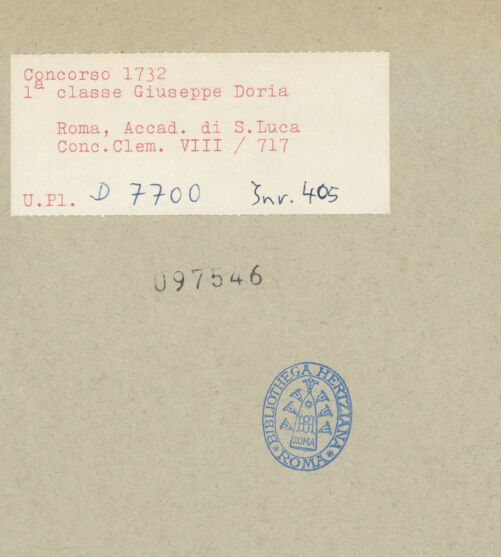 Concorso 1732
1ª classe Giuseppe Doria
Roma, Accad. di S.Luca
Conc.Clem. VIII / 717
U.Pl. D 7700 Inv. 405
097546
BIBLIOTHECA HERTZIANA
ROMA
*ROMA*